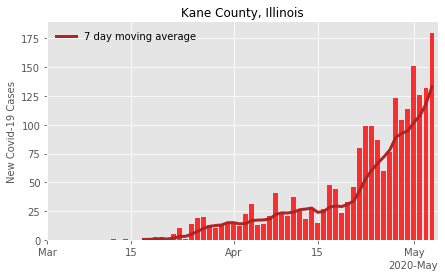 Kane County, Illinois
7 day moving average
New Covid-19 Cases
175
150
125
100
75
50
25
0
Mar
15
Apr
15
May
2020-May